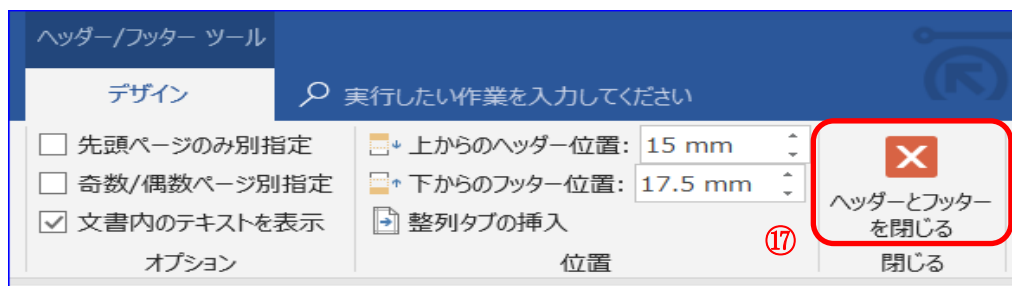 ヘッダー/フッター ツール
デザイン
実行したい作業を入力してください
先頭ページのみ別指定
奇数/偶数ページ別指定
文書内のテキストを表示
オプション
上からのヘッダー位置: 15 mm
下からのフッター位置: 17.5 mm
整列タブの挿入
位置
⑰
ヘッダーとフッター
を閉じる
閉じる